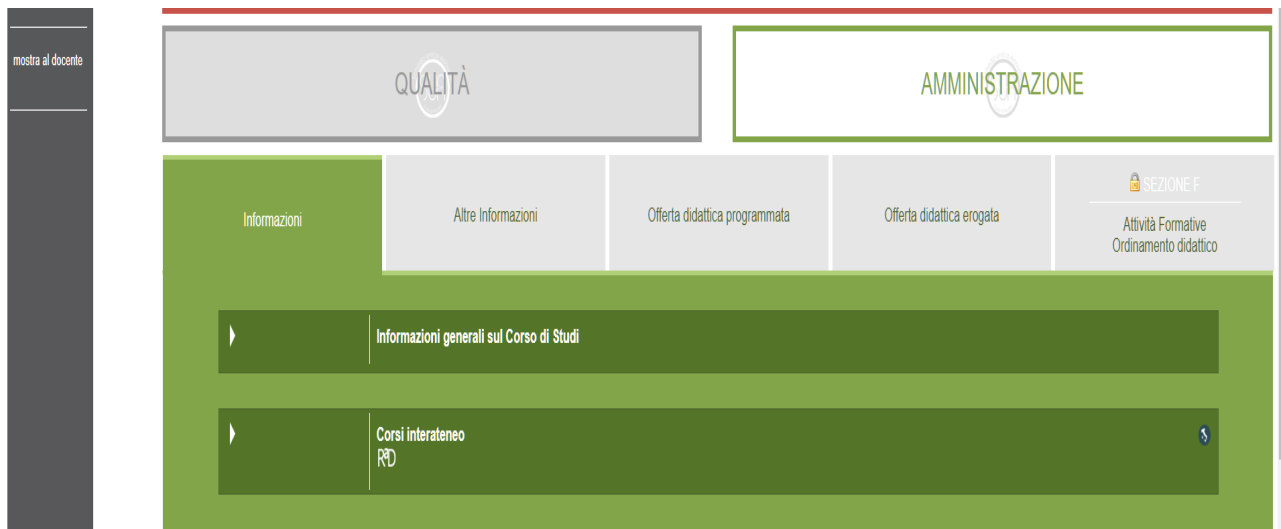 mostra al docente
QUALITÀ
AMMINISTRAZIONE
Informazioni
Altre Informazioni
Offerta didattica programmata
Offerta didattica erogata
SEZIONE F
Attività Formative
Ordinamento didattico
Informazioni generali sul Corso di Studi
Corsi interateneo
RªD